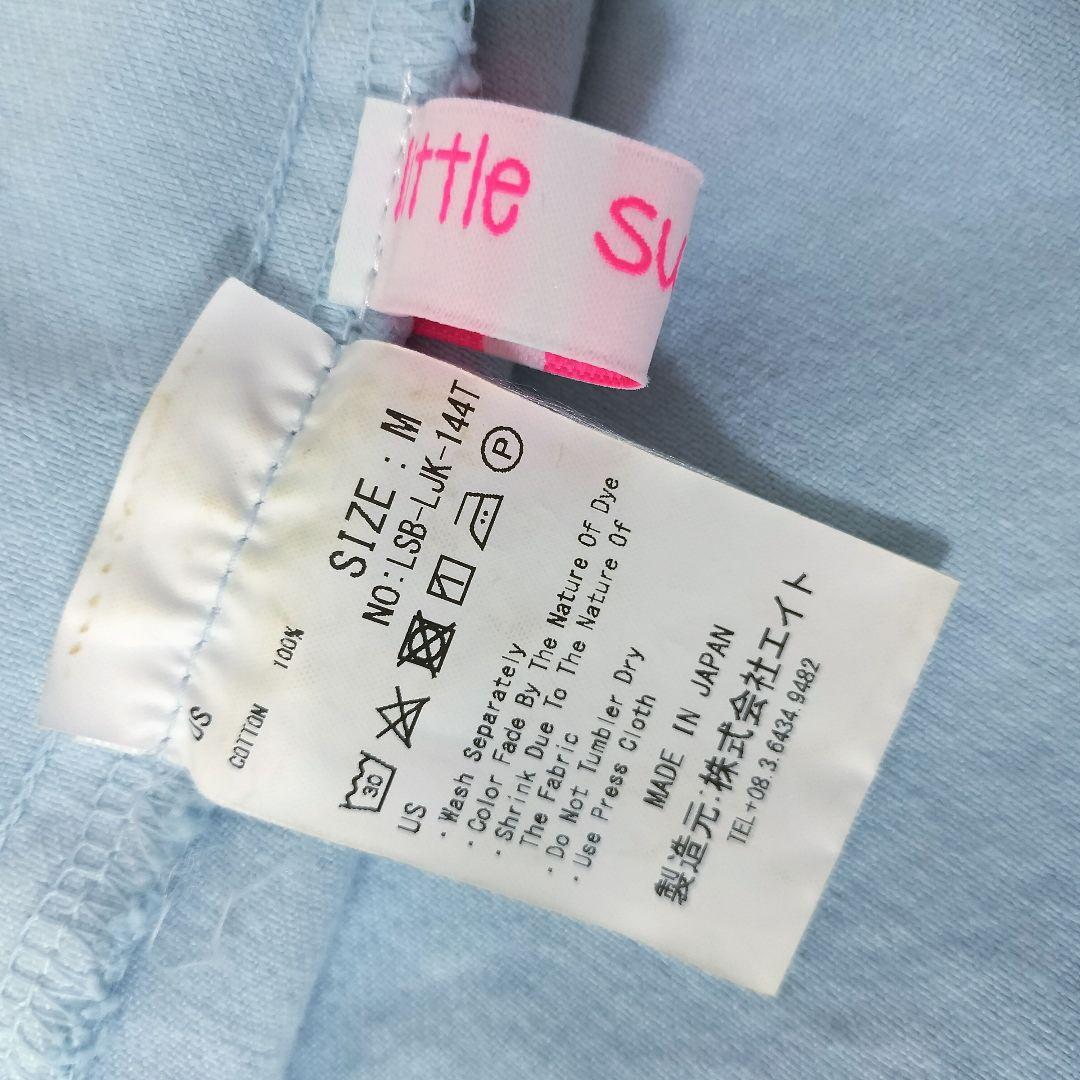 little su
SIZE : M
NO:LSB-LJK-144T
P
30
US
COTTON 100%
US
・Wash Separately
・Color Fade By The Nature Of Dye
・Shrink Due To The Nature Of
The Fabric
・Do Not Tumbler Dry
・Use Press Cloth
MADE IN JAPAN
製造元:株式会社エイト
TEL+08.3.6434.9482